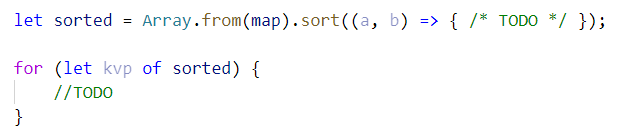 let sorted = Array.from(map).sort((a, b) => { /* TODO */ });
for (let kvp of sorted) {
//TODO
}